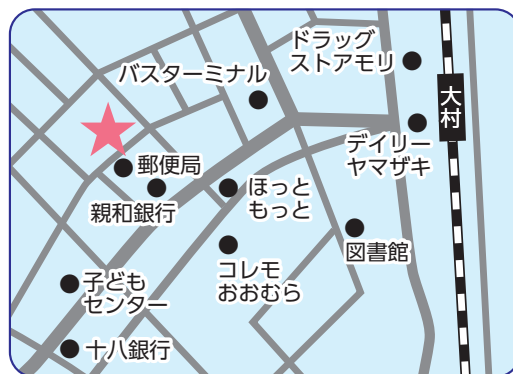 ドラッグ
ストアモリ
バスターミナル
大村
デイリー
ヤマザキ
郵便局
親和銀行
ほっと
もっと
図書館
コレモ
おおむら
子ども
センター
十八銀行